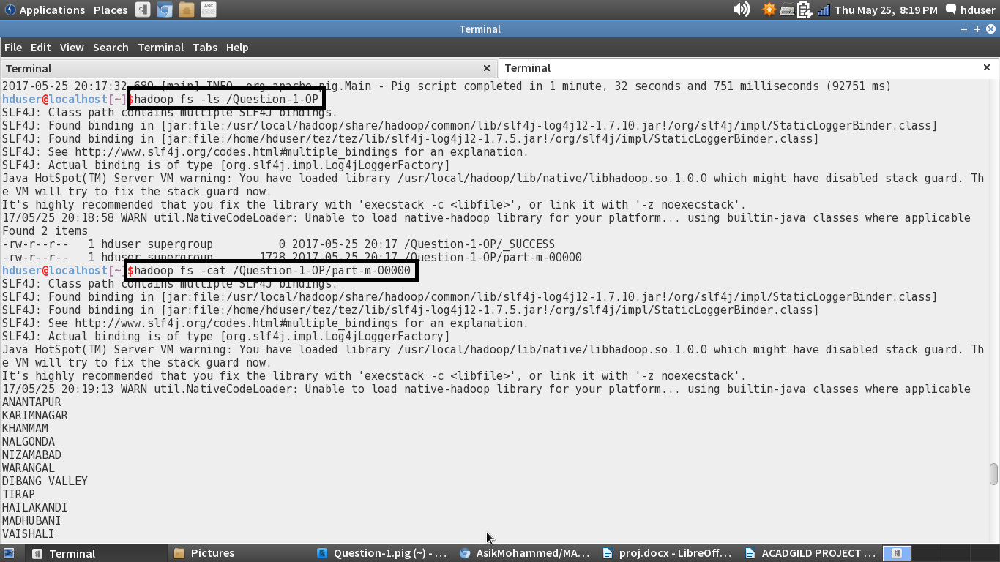 Applications Places Thu May 25, 8:19 PM hduser
Terminal
File Edit View Search Terminal Tabs Help
Terminal Terminal
2017-05-25 20:17:32,689 [main] INFO org.apache.pig.Main - Pig script completed in 1 minute, 32 seconds and 751 milliseconds (92751 ms)
hduser@localhost[~]$hadoop fs -ls /Question-1-OP
SLF4J: Class path contains multiple SLF4J bindings.
SLF4J: Found binding in [jar:file:/usr/local/hadoop/share/hadoop/common/lib/slf4j-log4j12-1.7.10.jar!/org/slf4j/impl/StaticLoggerBinder.class]
SLF4J: Found binding in [jar:file:/home/hduser/tez/tez/lib/slf4j-log4j12-1.7.5.jar!/org/slf4j/impl/StaticLoggerBinder.class]
SLF4J: See http://www.slf4j.org/codes.html#multiple_bindings for an explanation.
SLF4J: Actual binding is of type [org.slf4j.impl.Log4jLoggerFactory]
Java HotSpot(TM) Server VM warning: You have loaded library /usr/local/hadoop/lib/native/libhadoop.so.1.0.0 which might have disabled stack guard. Th
e VM will try to fix the stack guard now.
It's highly recommended that you fix the library with 'execstack -c <libfile>', or link it with '-z noexecstack'.
17/05/25 20:18:58 WARN util.NativeCodeLoader: Unable to load native-hadoop library for your platform... using builtin-java classes where applicable
Found 2 items
-rw-r--r-- 1 hduser supergroup 0 2017-05-25 20:17 /Question-1-OP/_SUCCESS
-rw-r--r-- 1 hduser supergroup 1728 2017-05-25 20:17 /Question-1-OP/part-m-00000
hduser@localhost[~]$hadoop fs -cat /Question-1-OP/part-m-00000
SLF4J: Class path contains multiple SLF4J bindings.
SLF4J: Found binding in [jar:file:/usr/local/hadoop/share/hadoop/common/lib/slf4j-log4j12-1.7.10.jar!/org/slf4j/impl/StaticLoggerBinder.class]
SLF4J: Found binding in [jar:file:/home/hduser/tez/tez/lib/slf4j-log4j12-1.7.5.jar!/org/slf4j/impl/StaticLoggerBinder.class]
SLF4J: See http://www.slf4j.org/codes.html#multiple_bindings for an explanation.
SLF4J: Actual binding is of type [org.slf4j.impl.Log4jLoggerFactory]
Java HotSpot(TM) Server VM warning: You have loaded library /usr/local/hadoop/lib/native/libhadoop.so.1.0.0 which might have disabled stack guard. Th
e VM will try to fix the stack guard now.
It's highly recommended that you fix the library with 'execstack -c <libfile>', or link it with '-z noexecstack'.
17/05/25 20:19:13 WARN util.NativeCodeLoader: Unable to load native-hadoop library for your platform... using builtin-java classes where applicable
ANANTAPUR
KARIMNAGAR
KHAMMAM
NALGONDA
NIZAMABAD
WARANGAL
DIBANG VALLEY
TIRAP
HAILAKANDI
MADHUBANI
VAISHALI
Terminal Pictures Question-1.pig (~) - ... AsikMohammed/MA... proj.docx - LibreOff... ACADGILD PROJECT ...